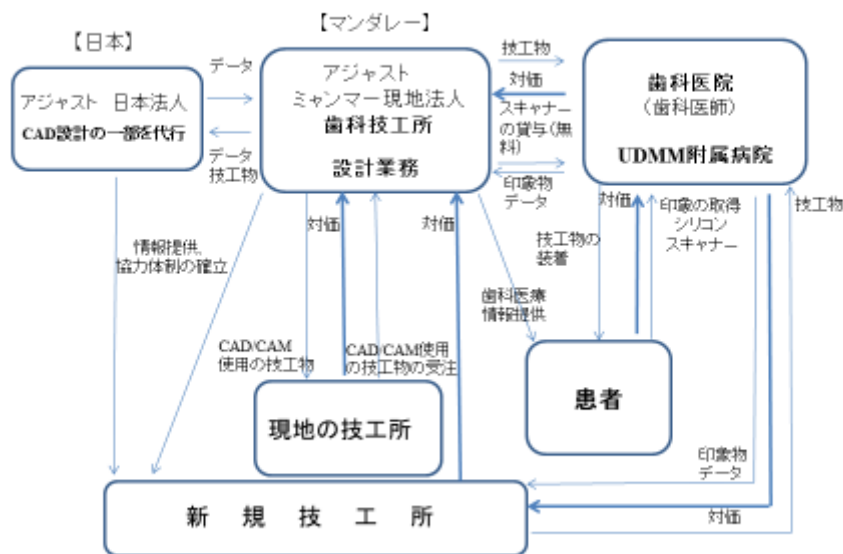 【日本】
【マンダレー】
アジャスト 日本法人
CAD設計の一部を代行
データ
データ
技工物
アジャスト
ミャンマー現地法人
歯科技工所
設計業務
技工物
対価
スキャナー
の貸与(無
料)
印象物
データ
歯科医院
(歯科医師)
UDMM附属病院
情報提供、
協力体制の確立
対価
対価
技工物の
装着
対価
印象の取得
シリコン
スキャナー
技工物
歯科医療
情報提供
CAD/CAM
使用の技工物
CAD/CAM使用
の技工物の受注
現地の技工所
患者
印象物
データ
対価
新規技工所